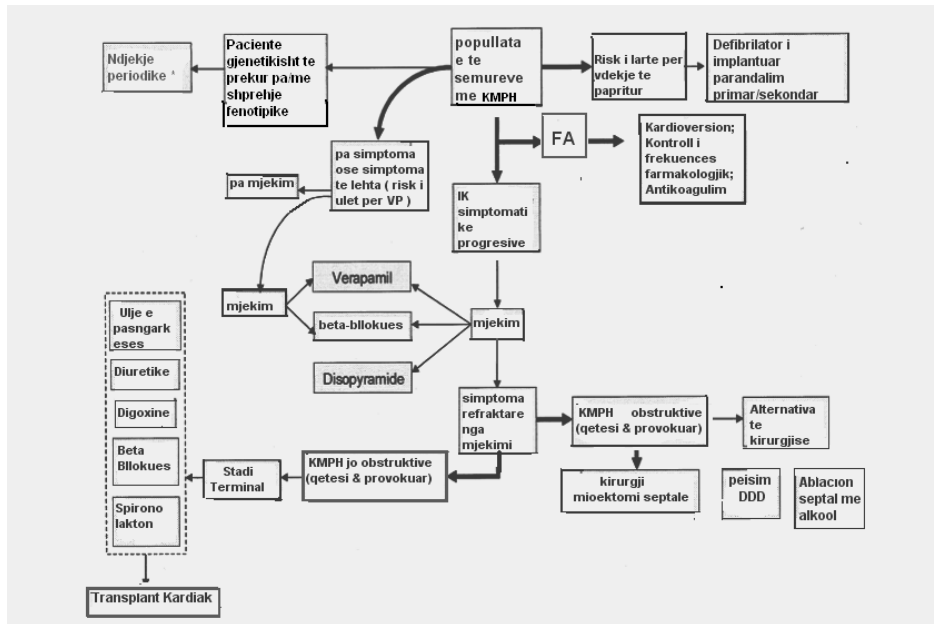 Ndjekje
periodike
Paciente
gjenetikisht te
prekur pa/me
shprehje
fenotipike
popullata
e te
semureve
me KMPH
Risk i larte per
vdekje te
papritur
Defibrilator i
implantuar
parandalim
primar/sekondar
pa simptoma
ose simptoma
te lehta ( risk i
ulet per VP )
pa mjekim
FA
Kardioversion;
Kontroll i
frekuences
farmakologjik;
Antikoagulim
IK
simptomati
ke
progresive
mjekim
Verapamil
beta-bllokues
Disopyramide
mjekim
Ulje e
pasngark
eses
Diuretike
Digoxine
Beta
Bllokues
Spirono
lakton
simptoma
refraktare
nga
mjekimi
KMPH obstruktive
(qetesi & provokuar)
Alternativa
te
kirurgjise
Stadi
Terminal
KMPH jo obstruktive
(qetesi & provokuar)
kirurgji
mioektomi septale
peisim
DDD
Ablacion
septal me
alkool
Transplant Kardiak